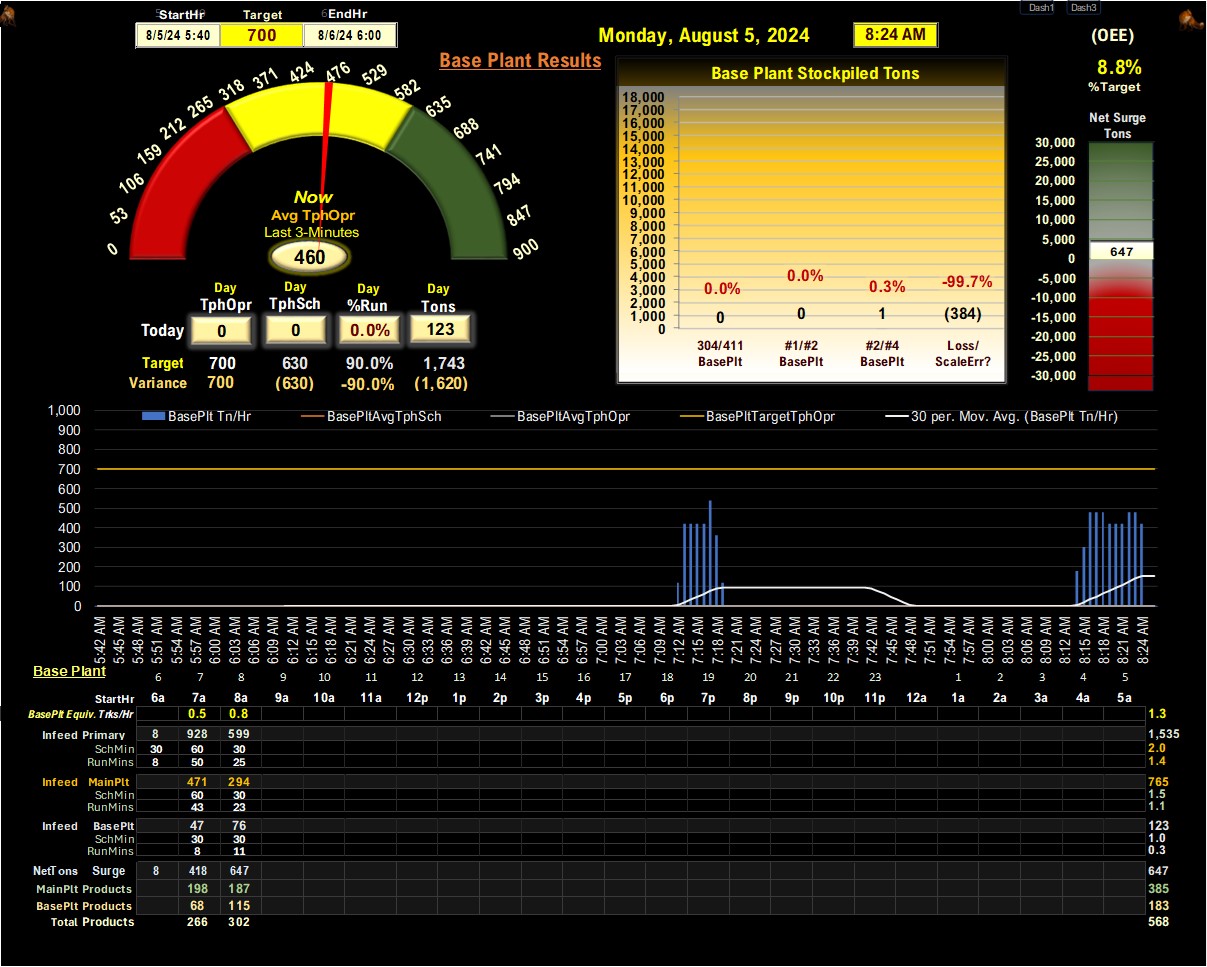 StartHr Target EndHr
8/5/24 5:40 700 8/6/24 6:00
Monday, August 5, 2024 8:24 AM
Dash1 Dash3
(OEE)
8.8%
%Target
Base Plant Results
0 53 106 159 212 265 318 371 424 476 529 582 635 688 741 794 847 900
Now
Avg TphOpr
Last 3-Minutes
460
Day Day Day Day
TphOpr TphSch %Run Tons
Today 0 0 0.0% 123
Target 700 630 90.0% 1,743
Variance 700 (630) -90.0% (1,620)
Base Plant Stockpiled Tons
18,000
17,000
16,000
15,000
14,000
13,000
12,000
11,000
10,000
9,000
8,000
7,000
6,000
5,000
4,000
3,000
2,000
1,000
0
0.0% 0.0% 0.3% -99.7%
0 0 1 (384)
304/411 #1/#2 #2/#4 Loss/
BasePlt BasePlt BasePlt ScaleErr?
Net Surge
Tons
30,000
25,000
20,000
15,000
10,000
5,000
647
0
-5,000
-10,000
-15,000
-20,000
-25,000
-30,000
BasePlt Tn/Hr BasePltAvgTphSch BasePltAvgTphOpr BasePltTargetTphOpr 30 per. Mov. Avg. (BasePlt Tn/Hr)
1,000
900
800
700
600
500
400
300
200
100
0
5:42 AM 5:45 AM 5:48 AM 5:51 AM 5:54 AM 5:57 AM 6:00 AM 6:03 AM 6:06 AM 6:09 AM 6:12 AM 6:15 AM 6:18 AM 6:21 AM 6:24 AM 6:27 AM 6:30 AM 6:33 AM 6:36 AM 6:39 AM 6:42 AM 6:45 AM 6:48 AM 6:51 AM 6:54 AM 6:57 AM 7:00 AM 7:03 AM 7:06 AM 7:09 AM 7:12 AM 7:15 AM 7:18 AM 7:21 AM 7:24 AM 7:27 AM 7:30 AM 7:33 AM 7:36 AM 7:39 AM 7:42 AM 7:45 AM 7:48 AM 7:51 AM 7:54 AM 7:57 AM 8:00 AM 8:03 AM 8:06 AM 8:09 AM 8:12 AM 8:15 AM 8:18 AM 8:21 AM 8:24 AM
Base Plant 6 7 8 9 10 11 12 13 14 15 16 17 18 19 20 21 22 23 1 2 3 4 5
StartHr 6a 7a 8a 9a 10a 11a 12p 1p 2p 3p 4p 5p 6p 7p 8p 9p 10p 11p 12a 1a 2a 3a 4a 5a
BasePlt Equiv. Trks/Hr 0.5 0.8 1.3
Infeed Primary 8 928 599 1,535
SchMin 30 60 30 2.0
RunMins 8 50 25 1.4
Infeed MainPlt 471 294 765
SchMin 60 30 1.5
RunMins 43 23 1.1
Infeed BasePlt 47 76 123
SchMin 30 30 1.0
RunMins 8 11 0.3
NetTons Surge 8 418 647 647
MainPlt Products 198 187 385
BasePlt Products 68 115 183
Total Products 266 302 568